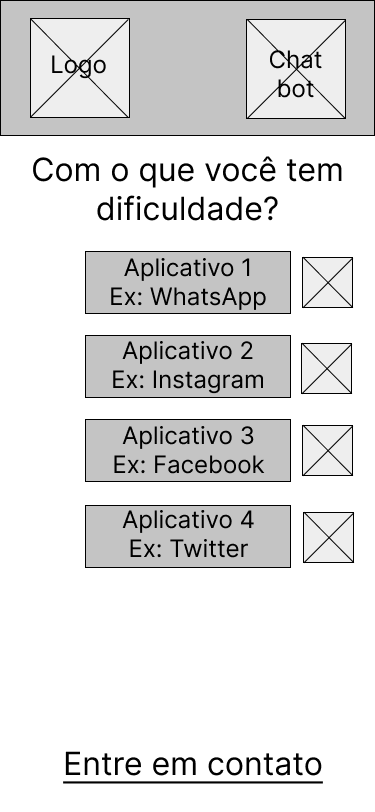 Logo
Chat
bot
Com o que você tem
dificuldade?
Aplicativo 1
Ex: WhatsApp
Aplicativo 2
Ex: Instagram
Aplicativo 3
Ex: Facebook
Aplicativo 4
Ex: Twitter
Entre em contato